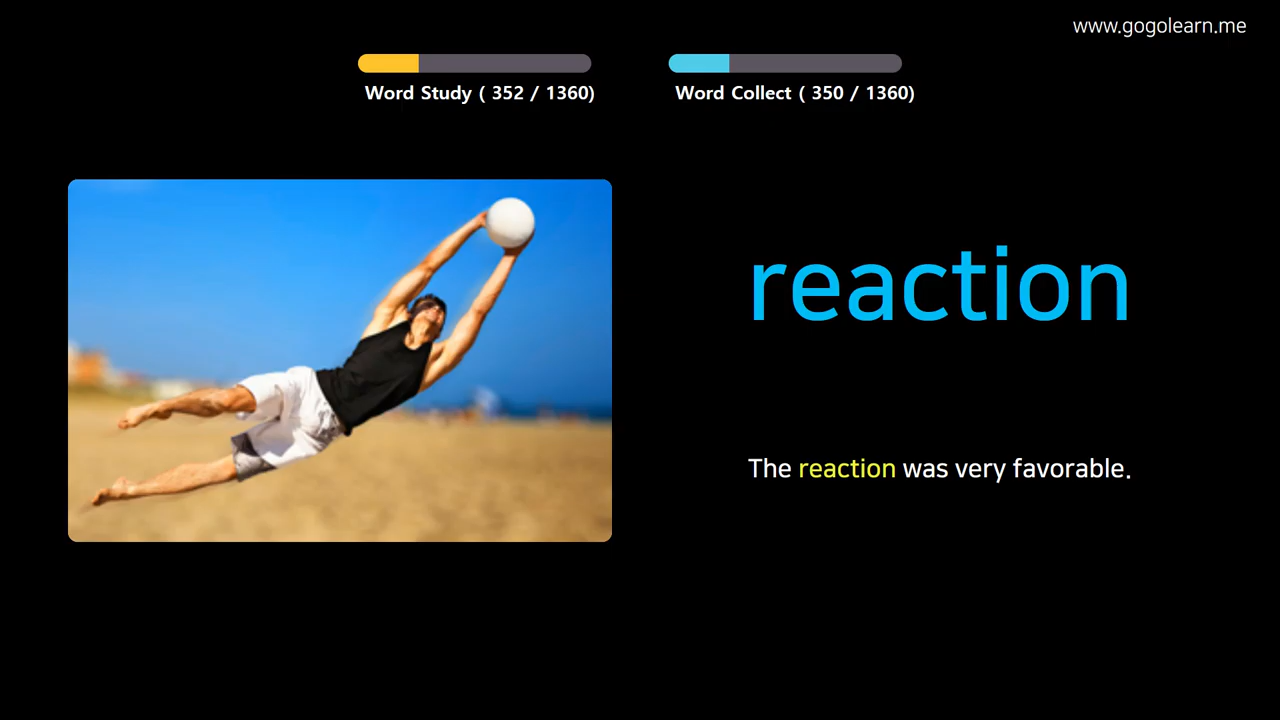 www.gogolearn.me
Word Study ( 352 / 1360)
Word Collect ( 350 / 1360)
reaction
The reaction was very favorable.